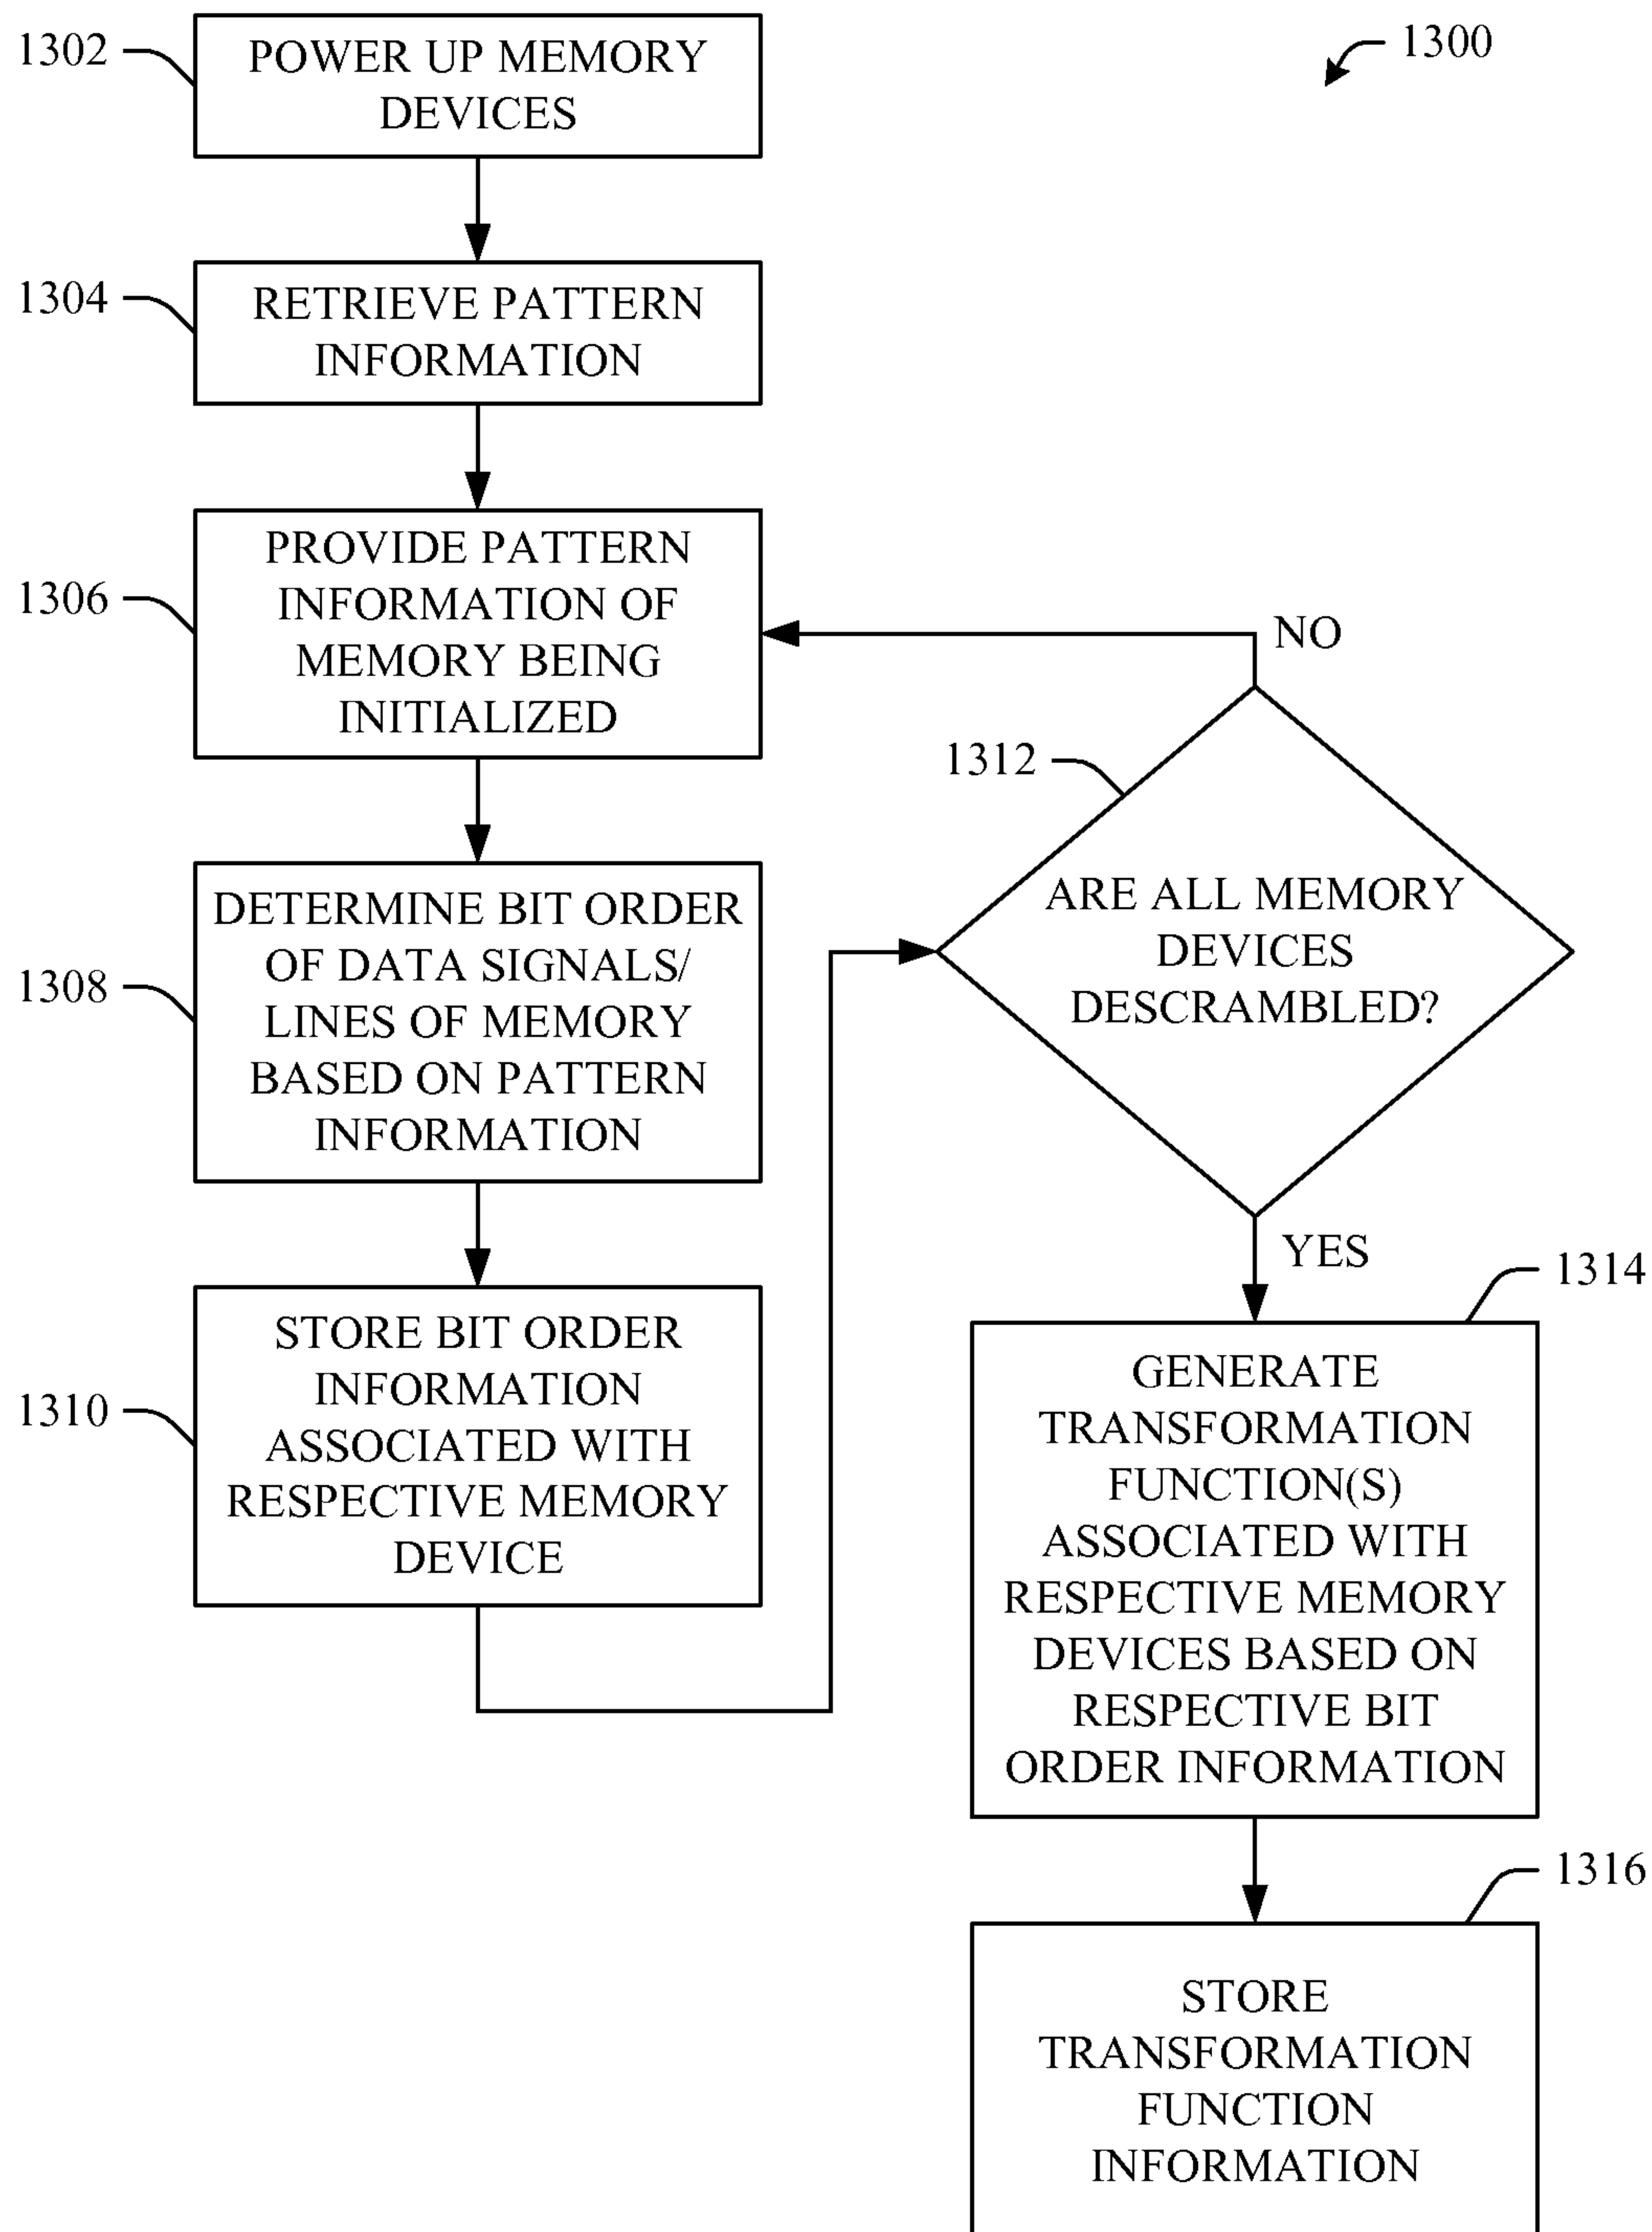 1300
1302
POWER UP MEMORY
DEVICES
1304
RETRIEVE PATTERN
INFORMATION
1306
PROVIDE PATTERN
INFORMATION OF
MEMORY BEING
INITIALIZED
1308
DETERMINE BIT ORDER
OF DATA SIGNALS/
LINES OF MEMORY
BASED ON PATTERN
INFORMATION
1310
STORE BIT ORDER
INFORMATION
ASSOCIATED WITH
RESPECTIVE MEMORY
DEVICE
NO
1312
ARE ALL MEMORY
DEVICES
DESCRAMBLED?
YES
1314
GENERATE
TRANSFORMATION
FUNCTION(S)
ASSOCIATED WITH
RESPECTIVE MEMORY
DEVICES BASED ON
RESPECTIVE BIT
ORDER INFORMATION
1316
STORE
TRANSFORMATION
FUNCTION
INFORMATION